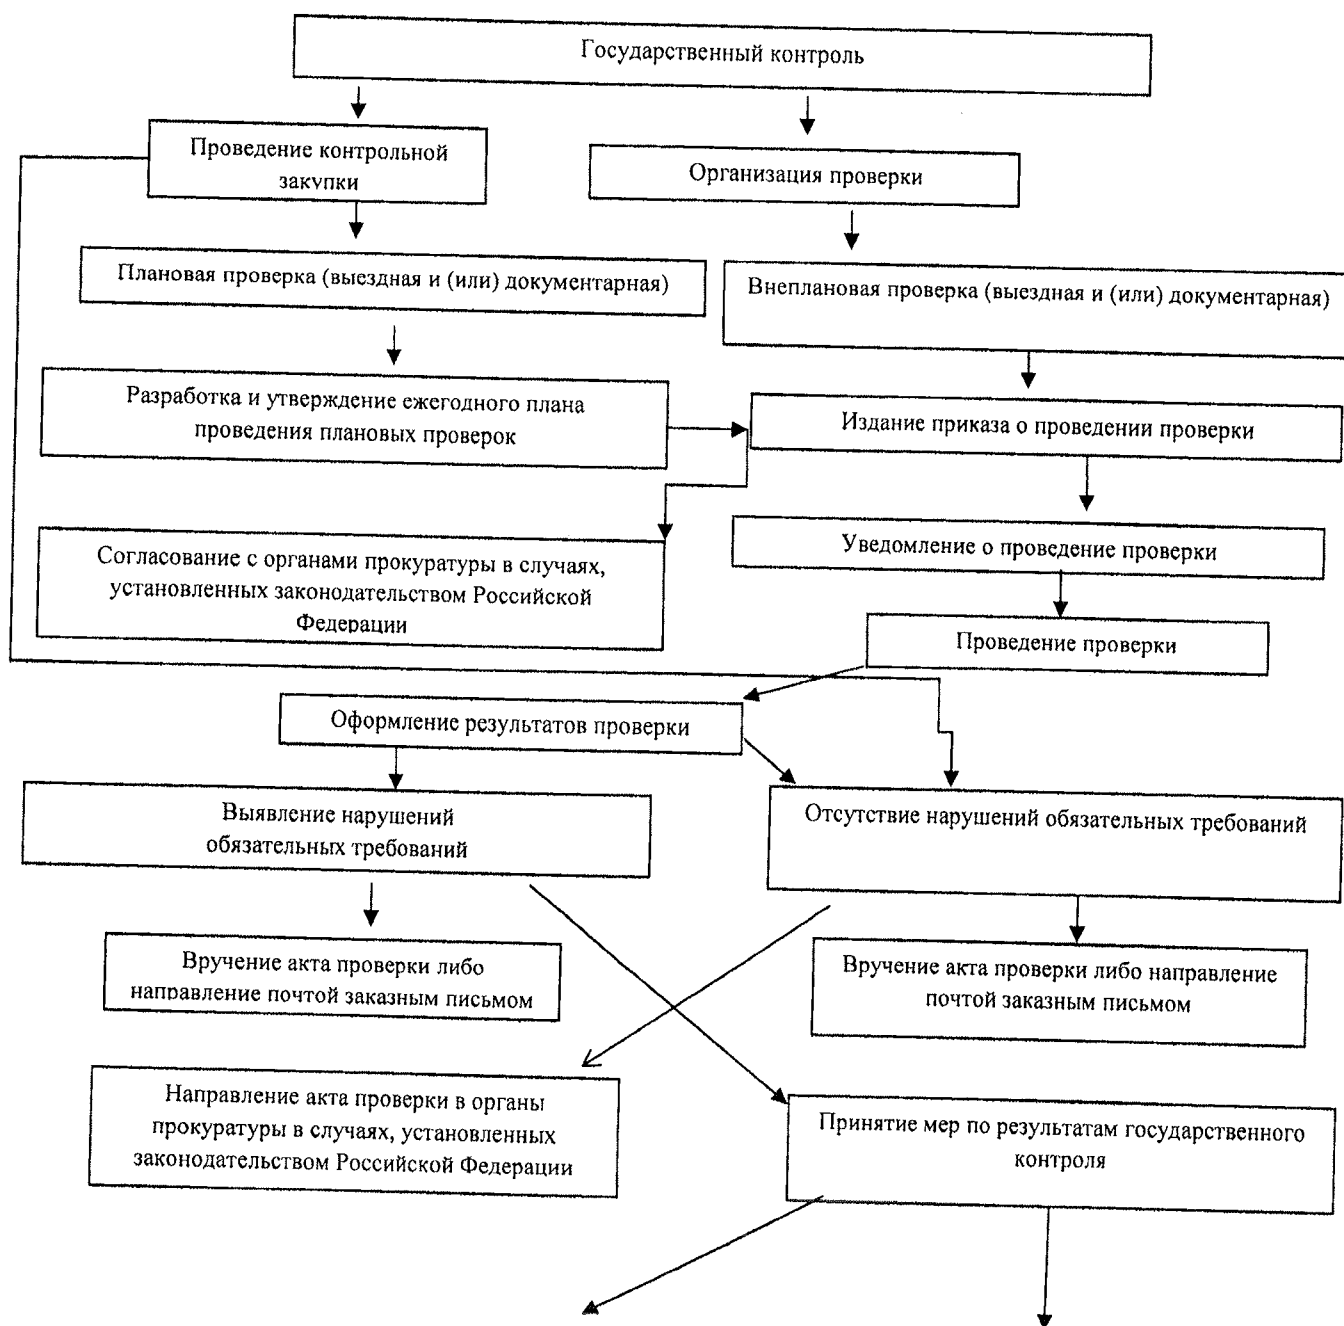 Государственный контроль
Проведение контрольной
закупки
Организация проверки
Плановая проверка (выездная и (или) документарная)
Внеплановая проверка (выездная и (или) документарная)
Разработка и утверждение ежегодного плана
проведения плановых проверок
Издание приказа о проведении проверки
Согласование с органами прокуратуры в случаях,
установленных законодательством Российской
Федерации
Уведомление о проведение проверки
Проведение проверки
Оформление результатов проверки
Выявление нарушений
обязательных требований
Отсутствие нарушений обязательных требований
Вручение акта проверки либо
направление почтой заказным письмом
Вручение акта проверки либо направление
почтой заказным письмом
Направление акта проверки в органы
прокуратуры в случаях, установленных
законодательством Российской Федерации
Принятие мер по результатам государственного
контроля